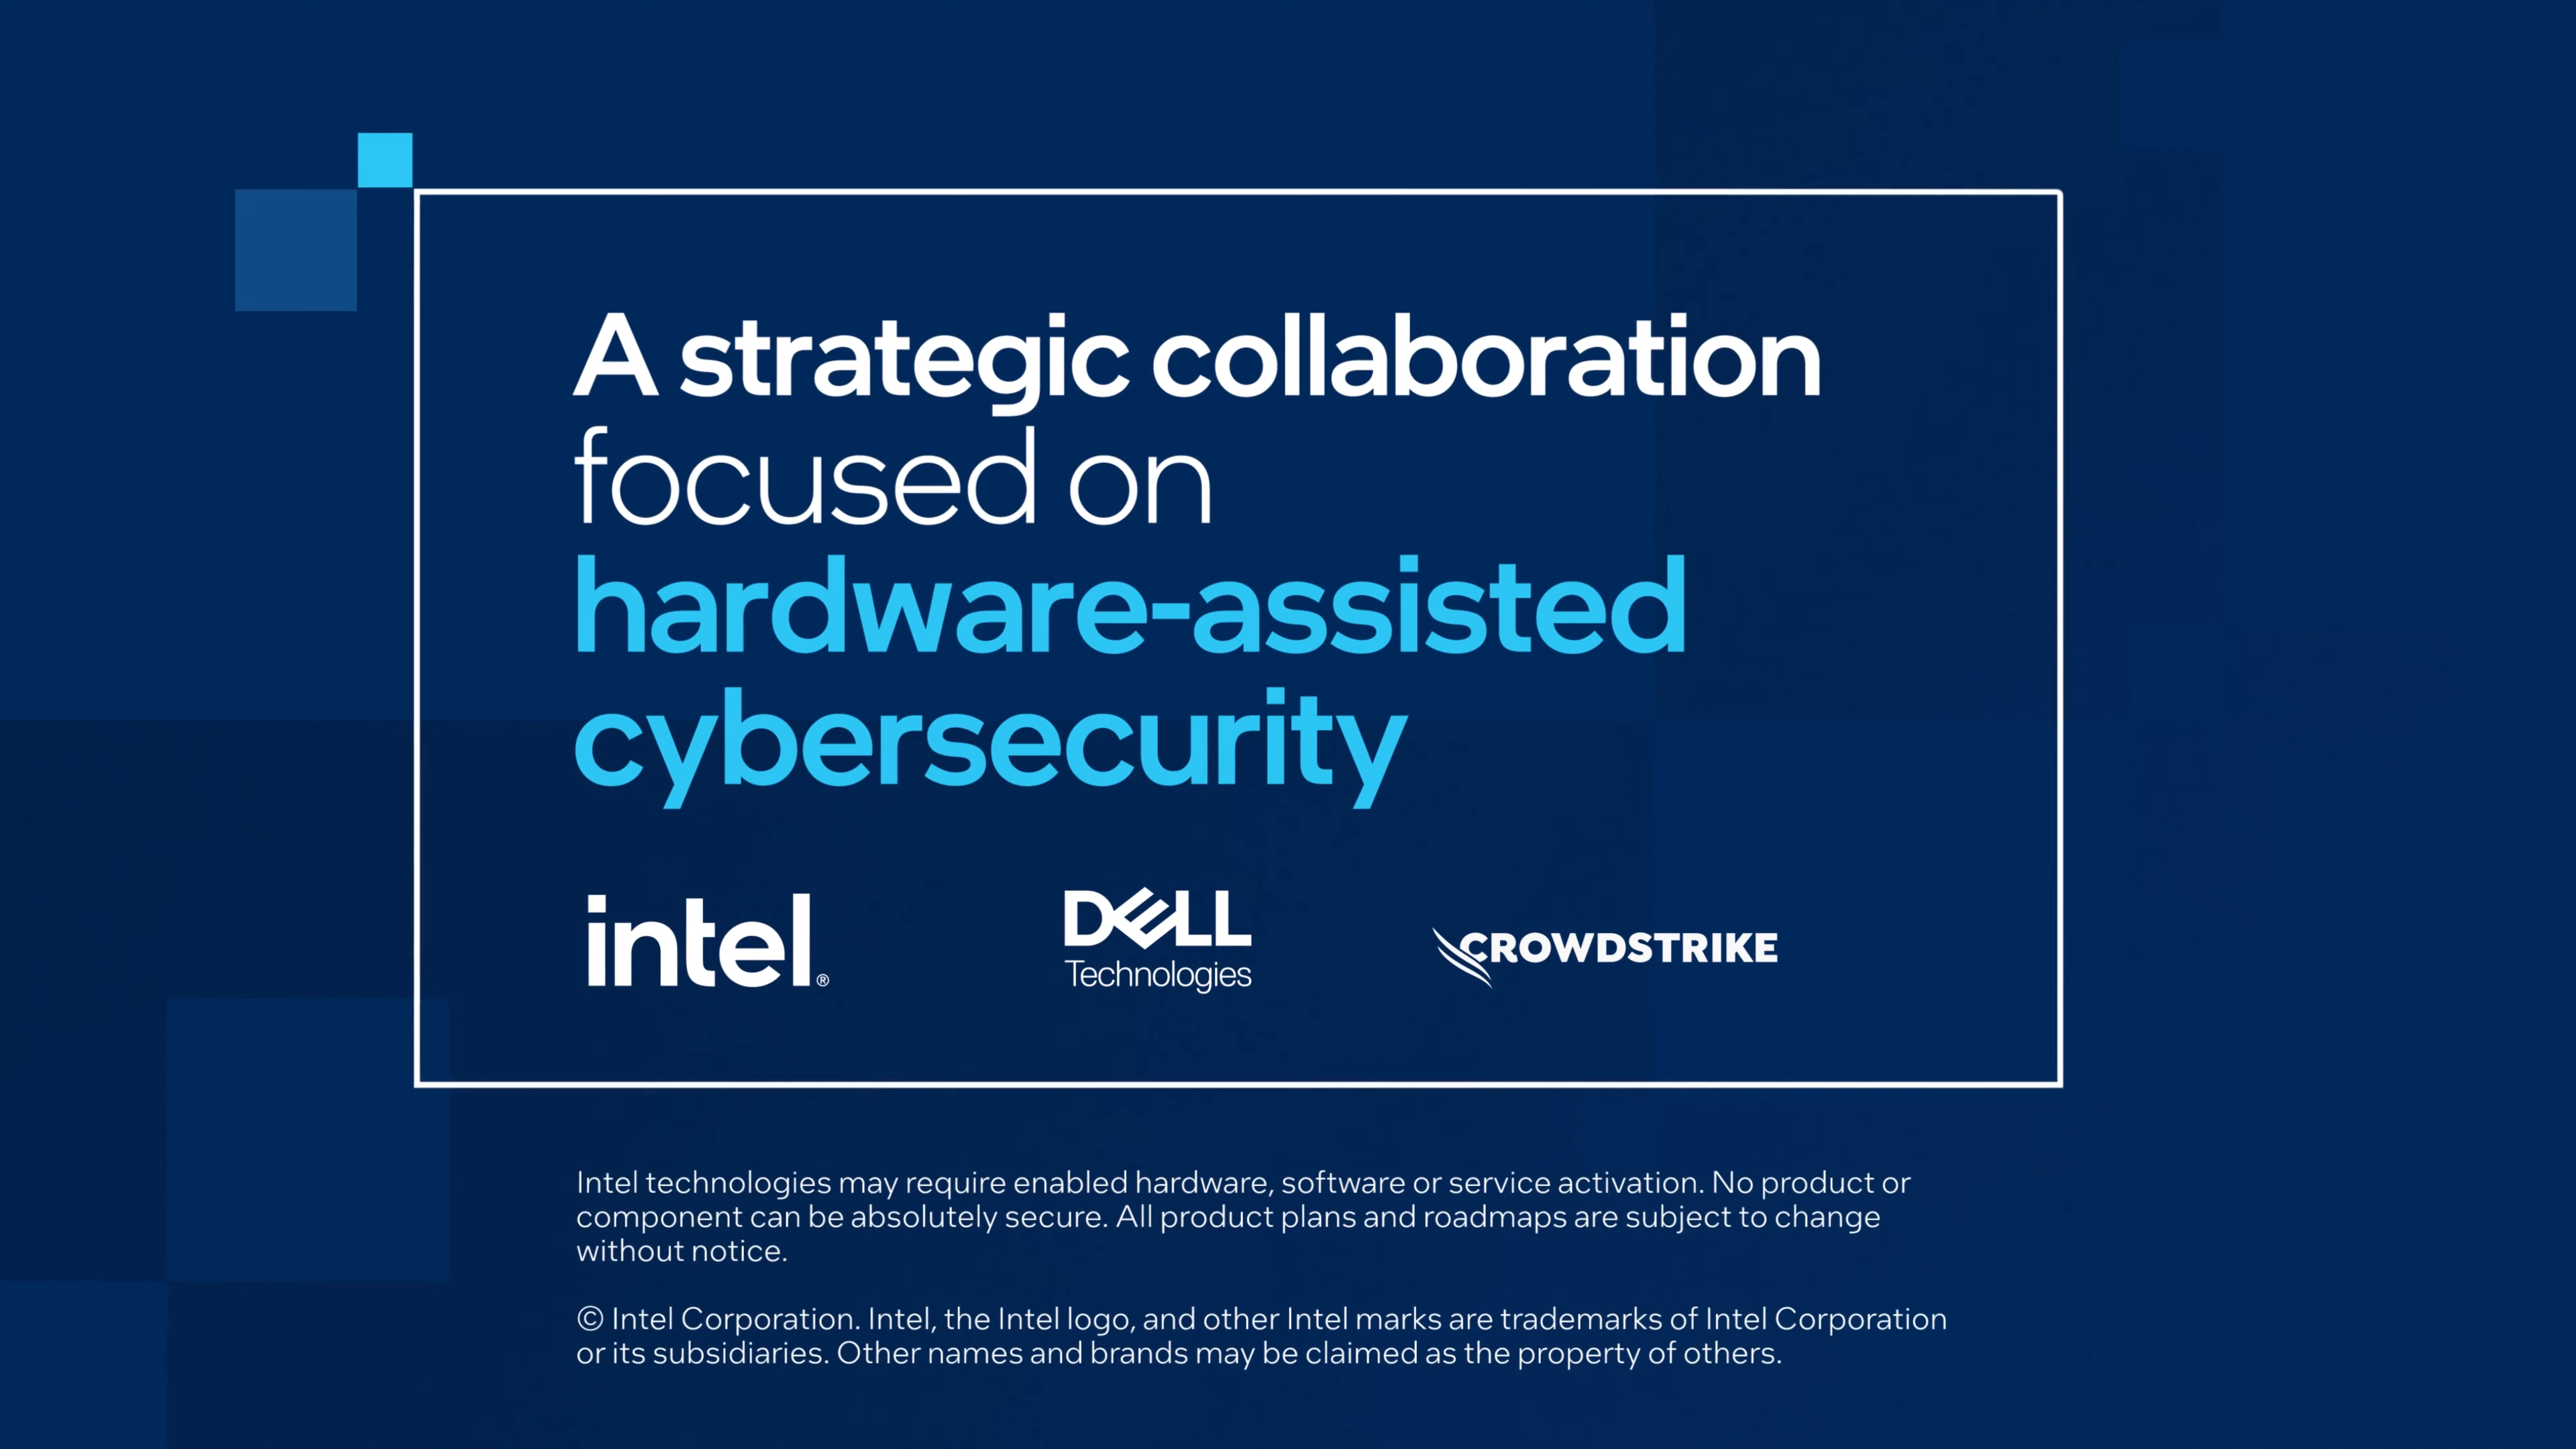 A strategic collaboration
focused on
hardware-assisted
cybersecurity
intel®
DELL
Technologies
CROWDSTRIKE
Intel technologies may require enabled hardware, software or service activation. No product or
component can be absolutely secure. All product plans and roadmaps are subject to change
without notice.
© Intel Corporation. Intel, the Intel logo, and other Intel marks are trademarks of Intel Corporation
or its subsidiaries. Other names and brands may be claimed as the property of others.